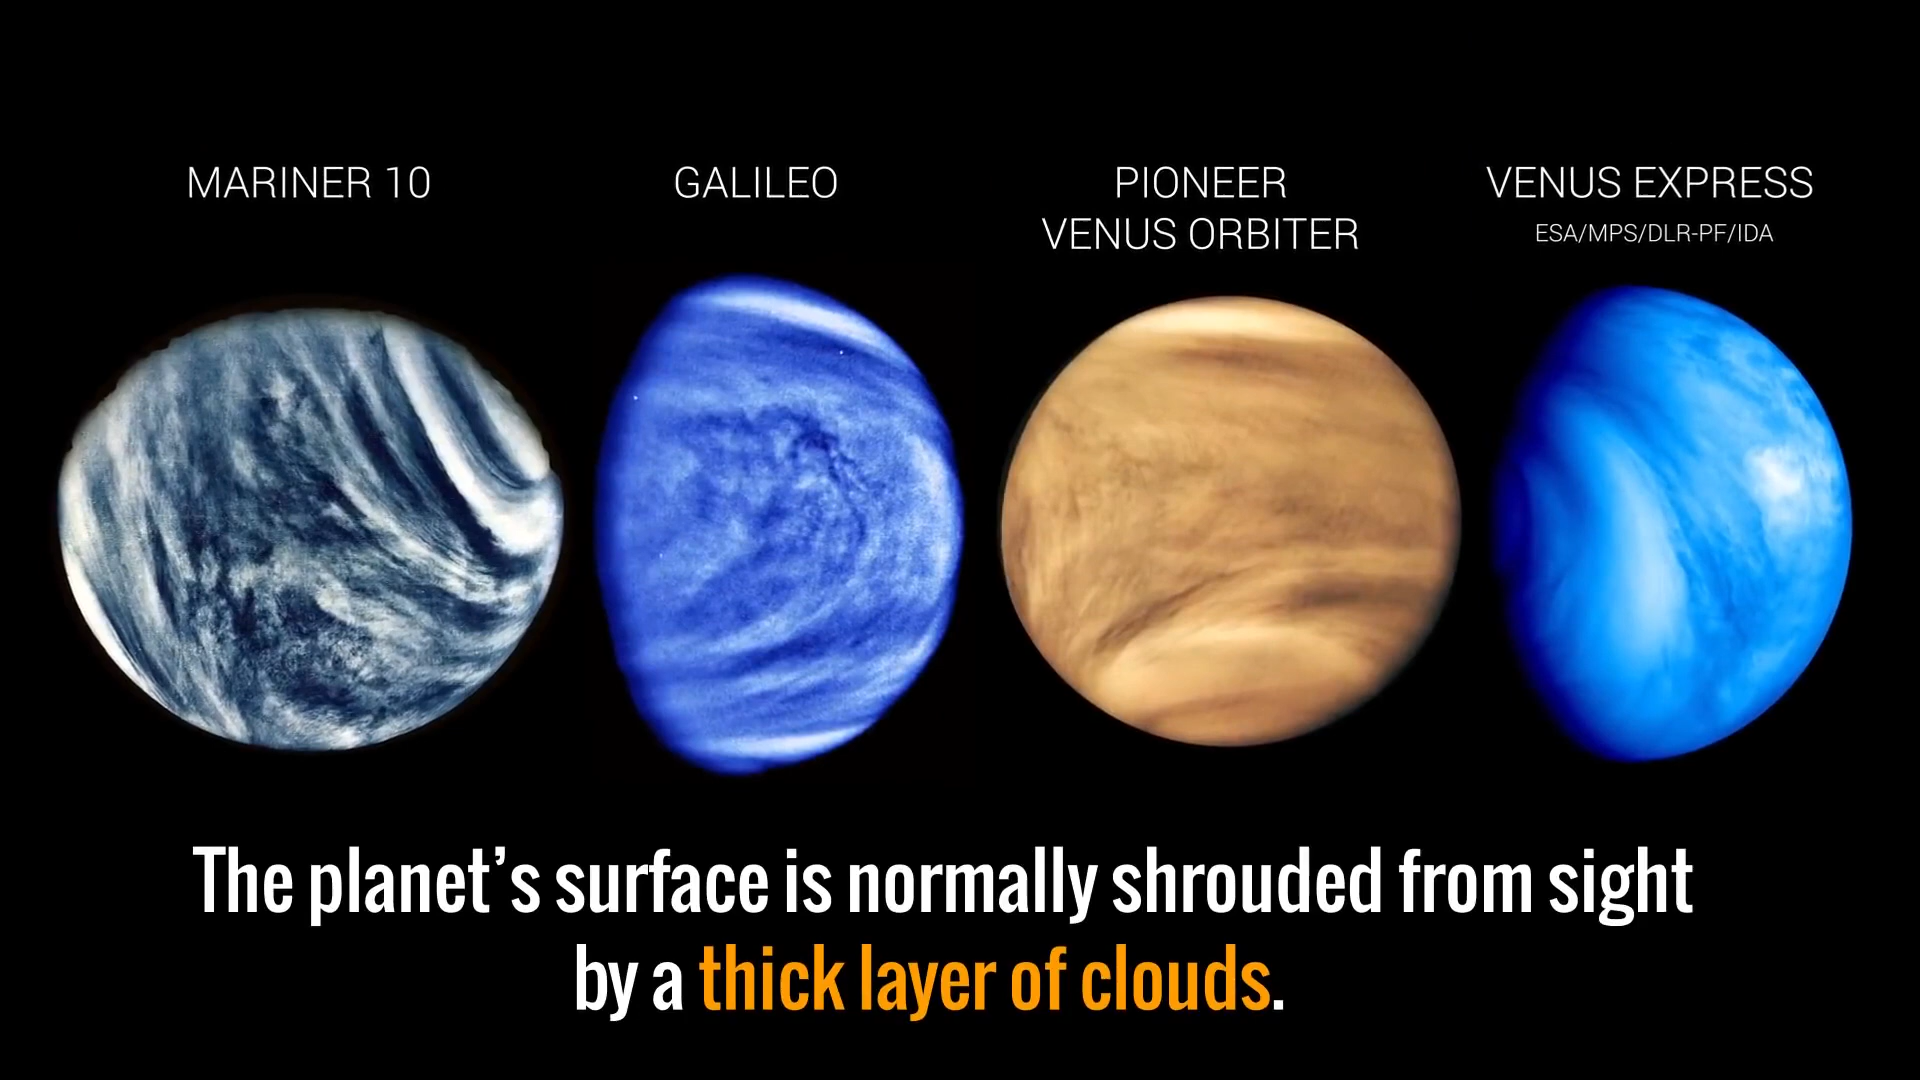 MARINER 10
GALILEO
PIONEER
VENUS ORBITER
VENUS EXPRESS
ESA/MPS/DLR-PF/IDA
The planet’s surface is normally shrouded from sight
by a thick layer of clouds.